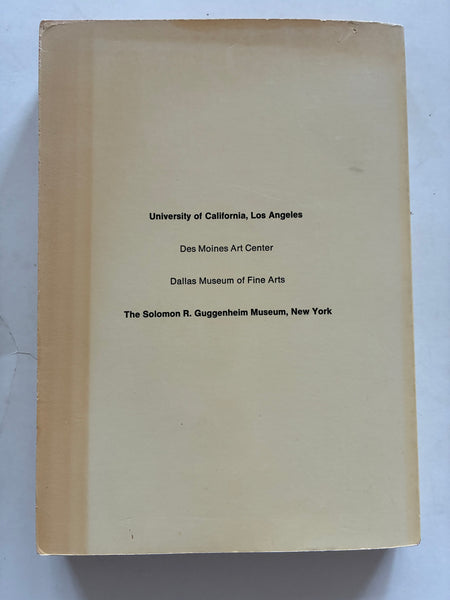 University of California, Los Angeles
Des Moines Art Center
Dallas Museum of Fine Arts
The Solomon R. Guggenheim Museum, New York